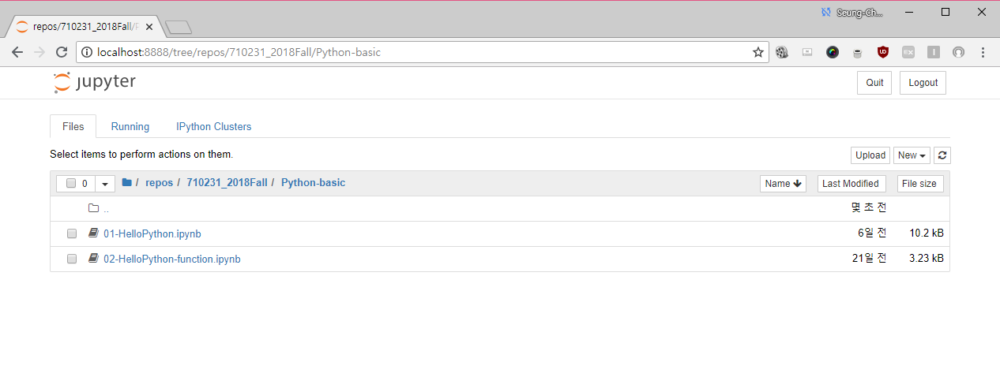 Seung-Ch...
repos/710231_2018Fall/P
localhost:8888/tree/repos/710231_2018Fall/Python-basic
jupyter
Quit Logout
Files Running IPython Clusters
Select items to perform actions on them.
Upload New
0 / repos / 710231_2018Fall / Python-basic Name Last Modified File size
.. 몇 초 전
01-HelloPython.ipynb 6일 전 10.2 kB
02-HelloPython-function.ipynb 21일 전 3.23 kB